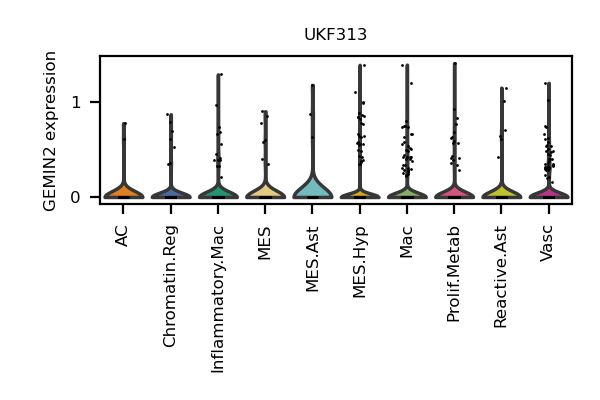 UKF313
GEMIN2 expression
1
0
AC
Chromatin.Reg
Inflammatory.Mac
MES
MES.Ast
MES.Hyp
Mac
Prolif.Metab
Reactive.Ast
Vasc